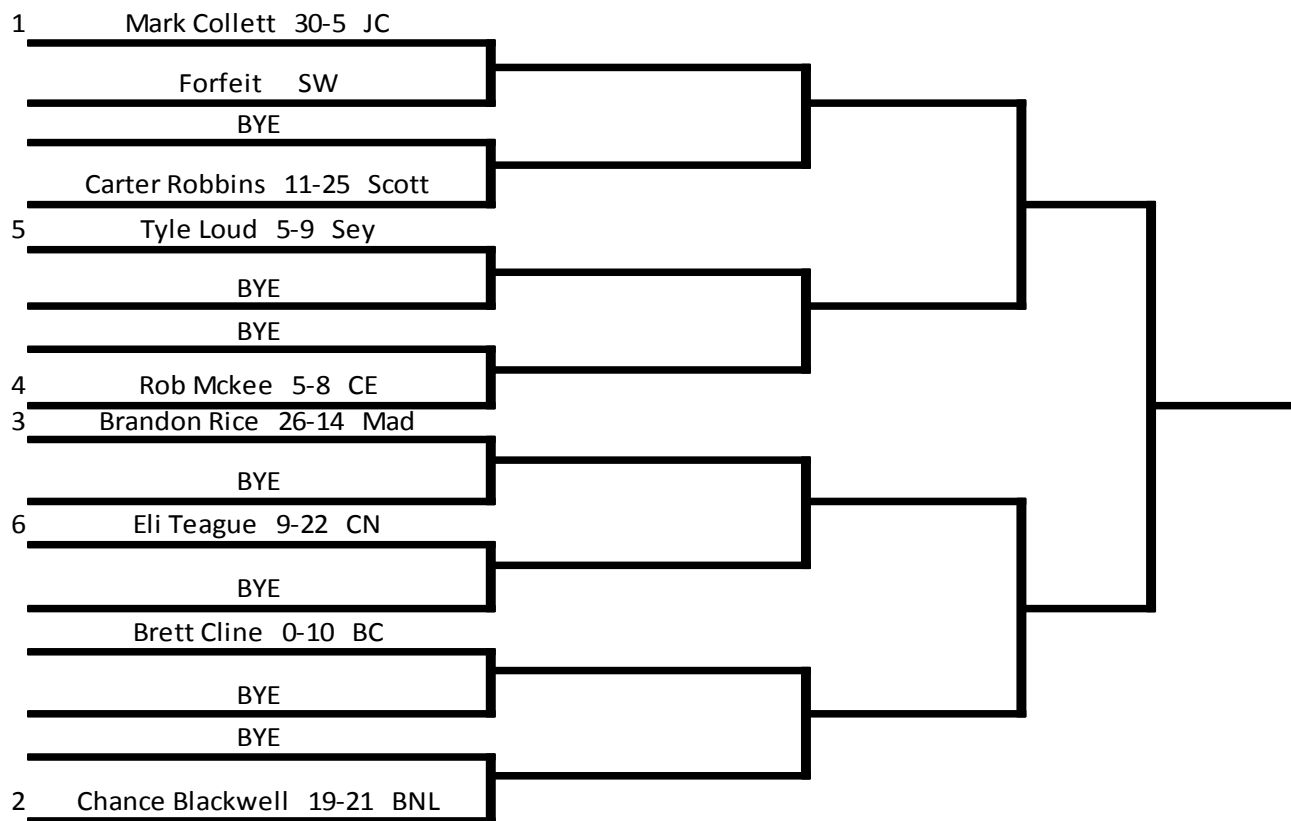 1 Mark Collett 30-5 JC
Forfeit SW
BYE
Carter Robbins 11-25 Scott
5 Tyle Loud 5-9 Sey
BYE
BYE
4 Rob Mckee 5-8 CE
3 Brandon Rice 26-14 Mad
BYE
6 Eli Teague 9-22 CN
BYE
Brett Cline 0-10 BC
BYE
BYE
2 Chance Blackwell 19-21 BNL